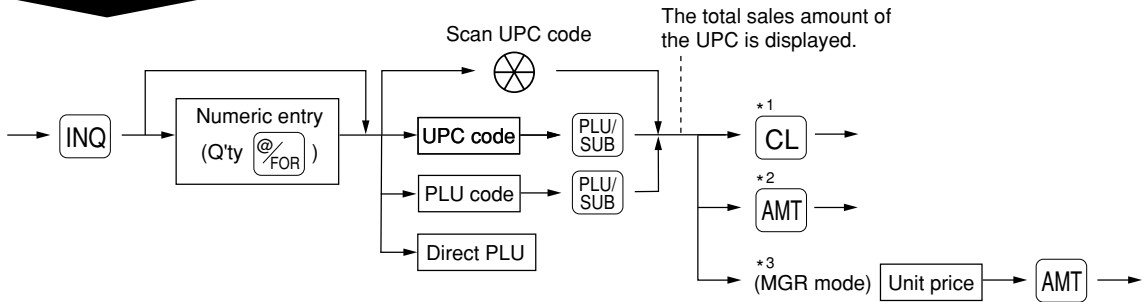 The total sales amount of
the UPC is displayed.
Scan UPC code
INQ
Numeric entry
(Q'ty @/FOR )
UPC code
PLU/
SUB
PLU code
PLU/
SUB
Direct PLU
*1
CL
*2
AMT
*3
(MGR mode) Unit price AMT